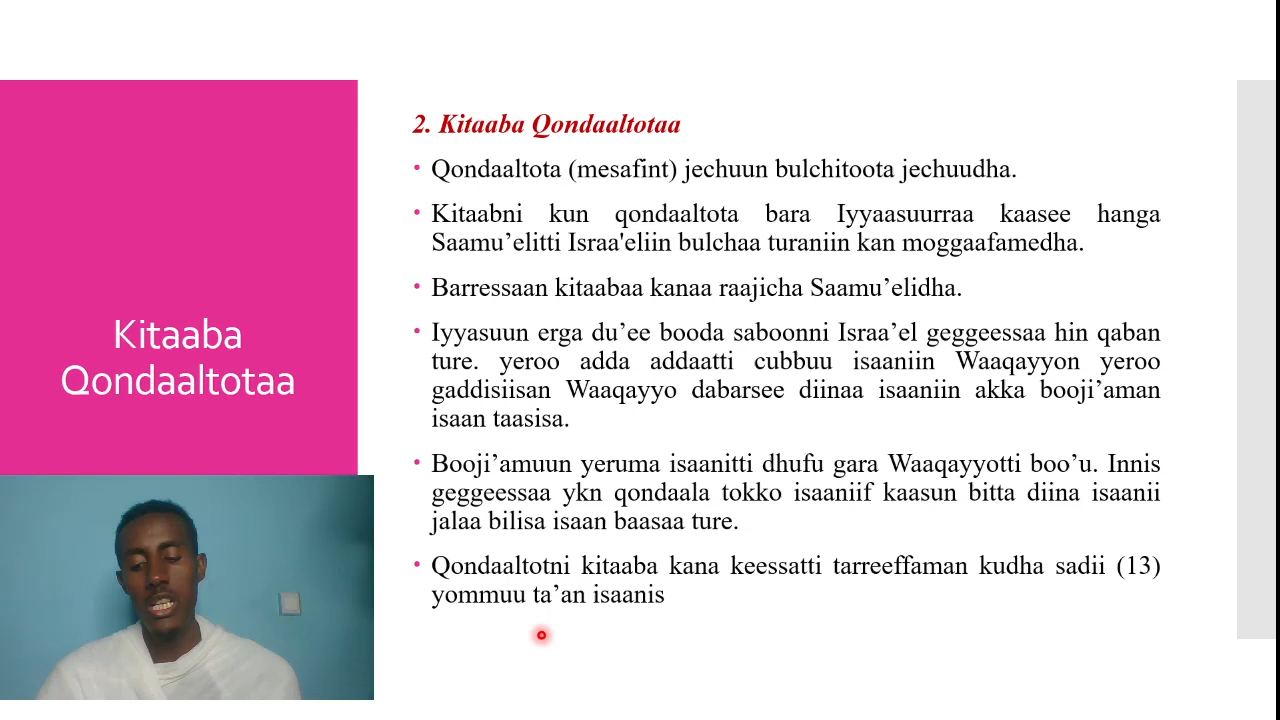 Kitaaba
Qondaaltotaa
2. Kitaaba Qondaaltotaa
• Qondaaltota (mesafint) jechuun bulchitoota jechuudha.
• Kitaabni kun qondaaltota bara Iyyaasuurraa kaasee hanga
Saamu’elitti Israa'eliin bulchaa turaniin kan moggaafamedha.
• Barressaan kitaabaa kanaa raajicha Saamu’elidha.
• Iyyasuun erga du’ee booda saboonni Israa’el geggeessaa hin qaban
ture. yeroo adda addaatti cubbuu isaaniin Waaqayyon yeroo
gaddisiisan Waaqayyo dabarsee diinaa isaaniin akka booji’aman
isaan taasisa.
• Booji’amuun yeruma isaanitti dhufu gara Waaqayyotti boo’u. Innis
geggeessaa ykn qondaala tokko isaaniif kaasun bitta diina isaanii
jalaa bilisa isaan baasaa ture.
• Qondaaltotni kitaaba kana keessatti tarreeffaman kudha sadii (13)
yommuu ta’an isaanis